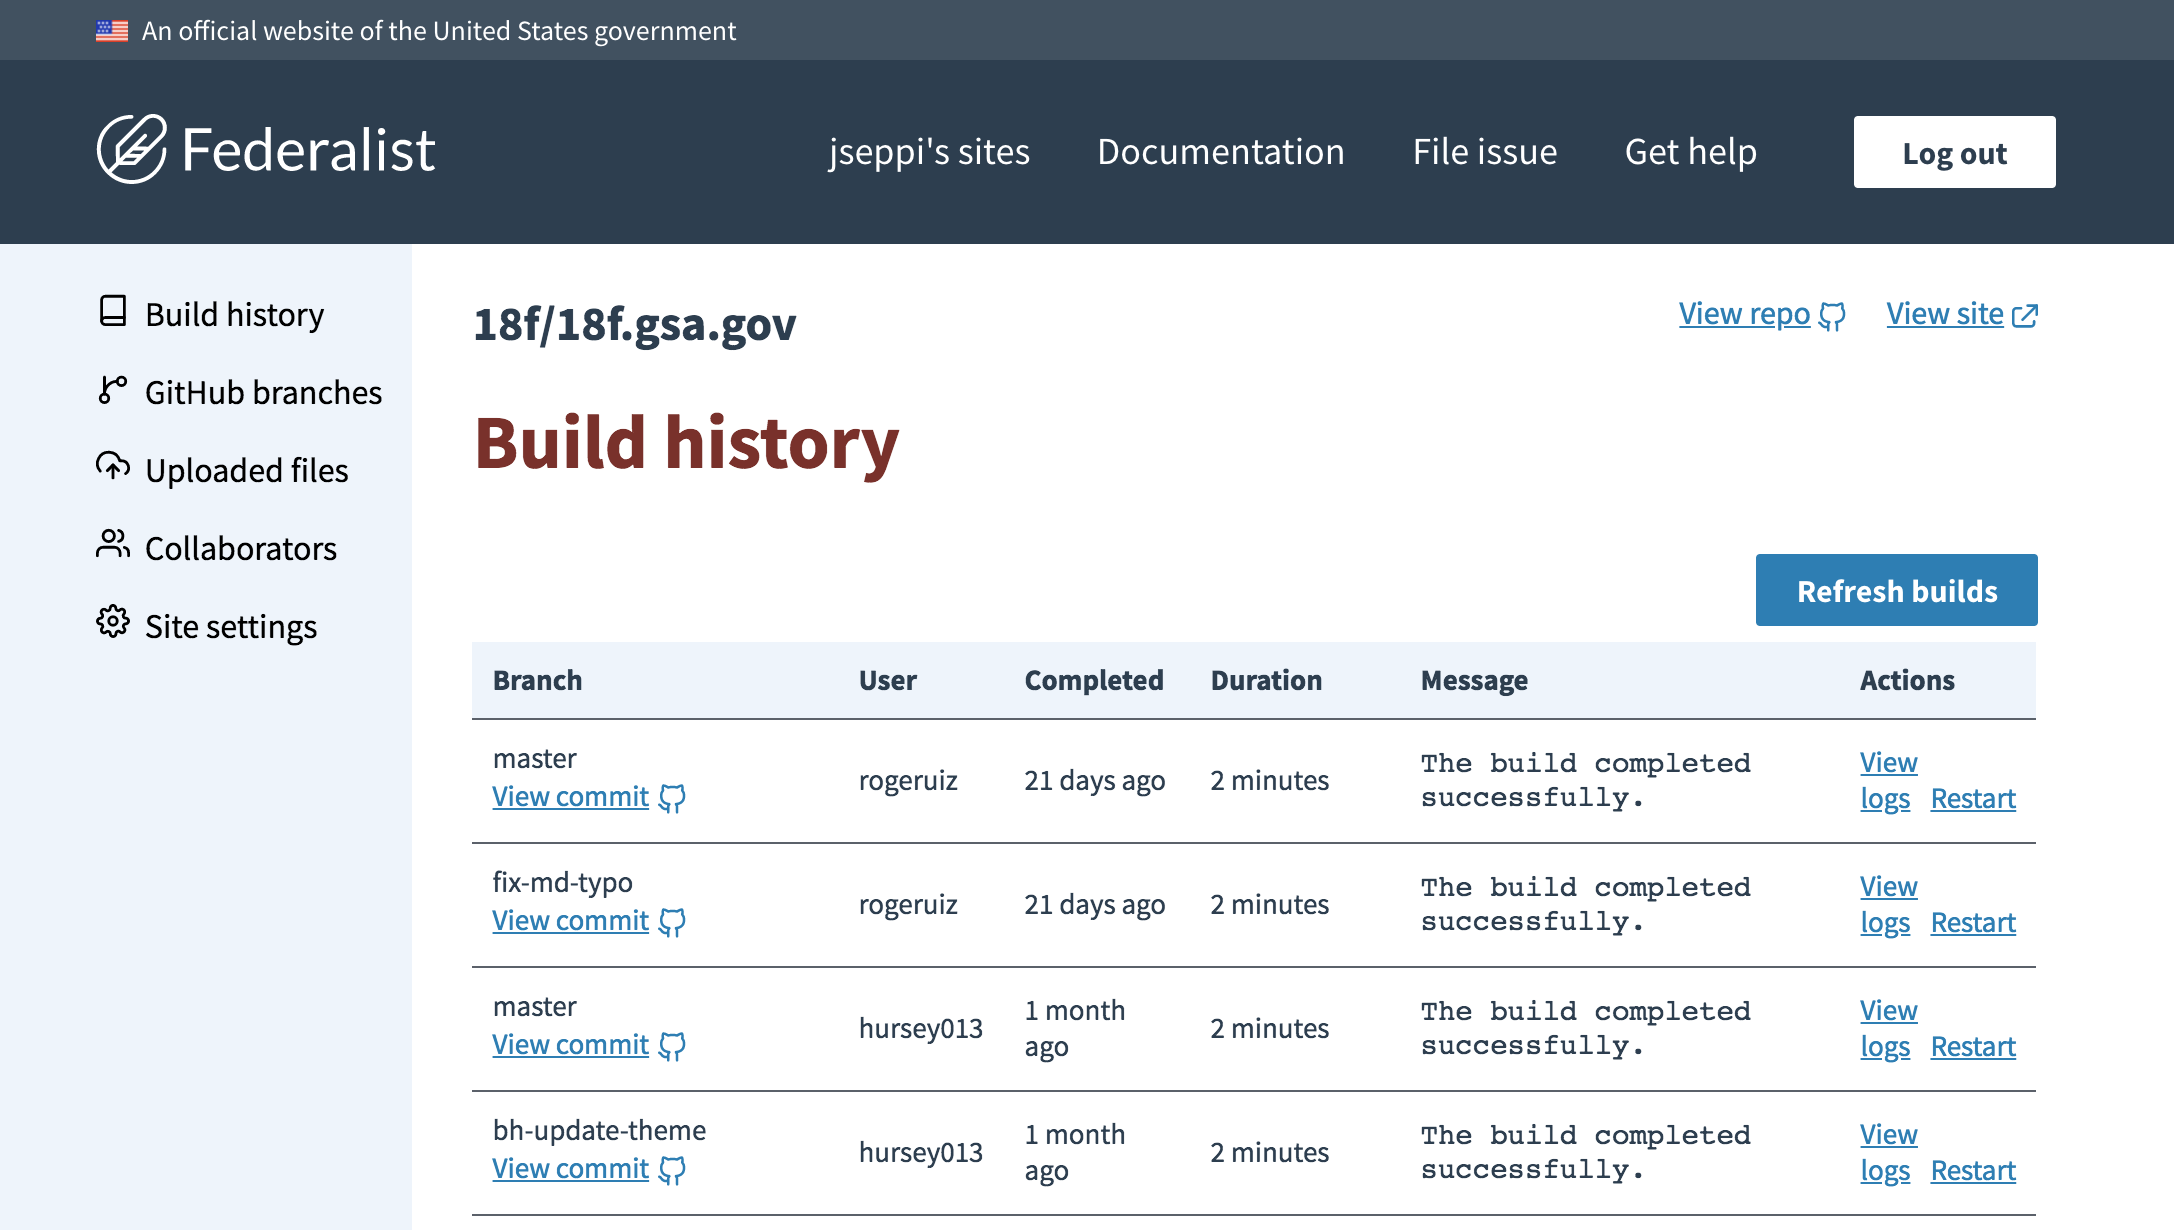 An official website of the United States government
Federalist
jseppi's sites
Documentation
File issue
Get help
Log out
Build history
GitHub branches
Uploaded files
Collaborators
Site settings
18f/18f.gsa.gov
View repo
View site
Build history
Refresh builds
Branch User Completed Duration Message Actions
master
View commit
rogeruiz
21 days ago
2 minutes
The build completed
successfully.
View
logs Restart
fix-md-typo
View commit
rogeruiz
21 days ago
2 minutes
The build completed
successfully.
View
logs Restart
master
View commit
hursey013
1 month
ago
2 minutes
The build completed
successfully.
View
logs Restart
bh-update-theme
View commit
hursey013
1 month
ago
2 minutes
The build completed
successfully.
View
logs Restart